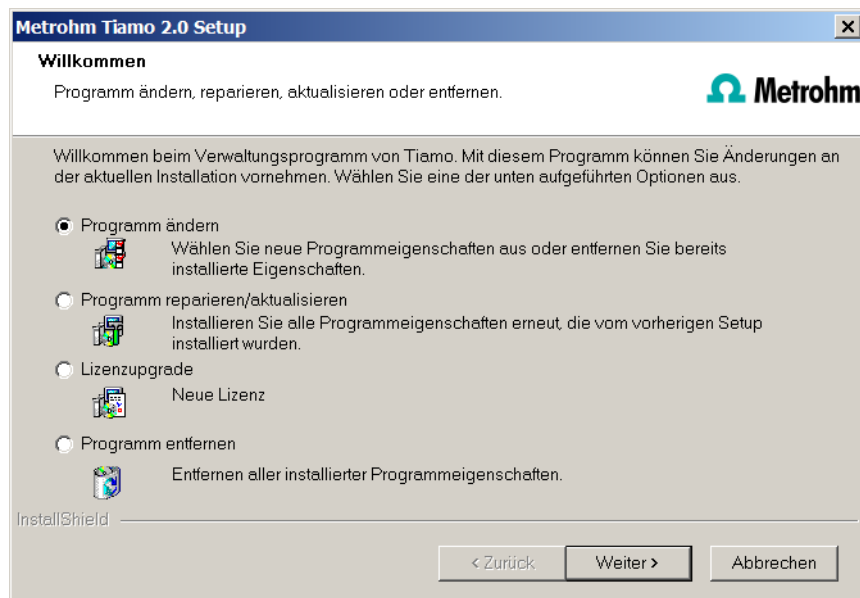 Metrohm Tiamo 2.0 Setup
Willkommen
Programm ändern, reparieren, aktualisieren oder entfernen.
Metrohm
Willkommen beim Verwaltungsprogramm von Tiamo. Mit diesem Programm können Sie Änderungen an
der aktuellen Installation vornehmen. Wählen Sie eine der unten aufgeführten Optionen aus.
Programm ändern
Wählen Sie neue Programmeigenschaften aus oder entfernen Sie bereits
installierte Eigenschaften.
Programm reparieren/aktualisieren
Installieren Sie alle Programmeigenschaften erneut, die vom vorherigen Setup
installiert wurden.
Lizenzupgrade
Neue Lizenz
Programm entfernen
Entfernen aller installierter Programmeigenschaften.
InstallShield
< Zurück Weiter > Abbrechen